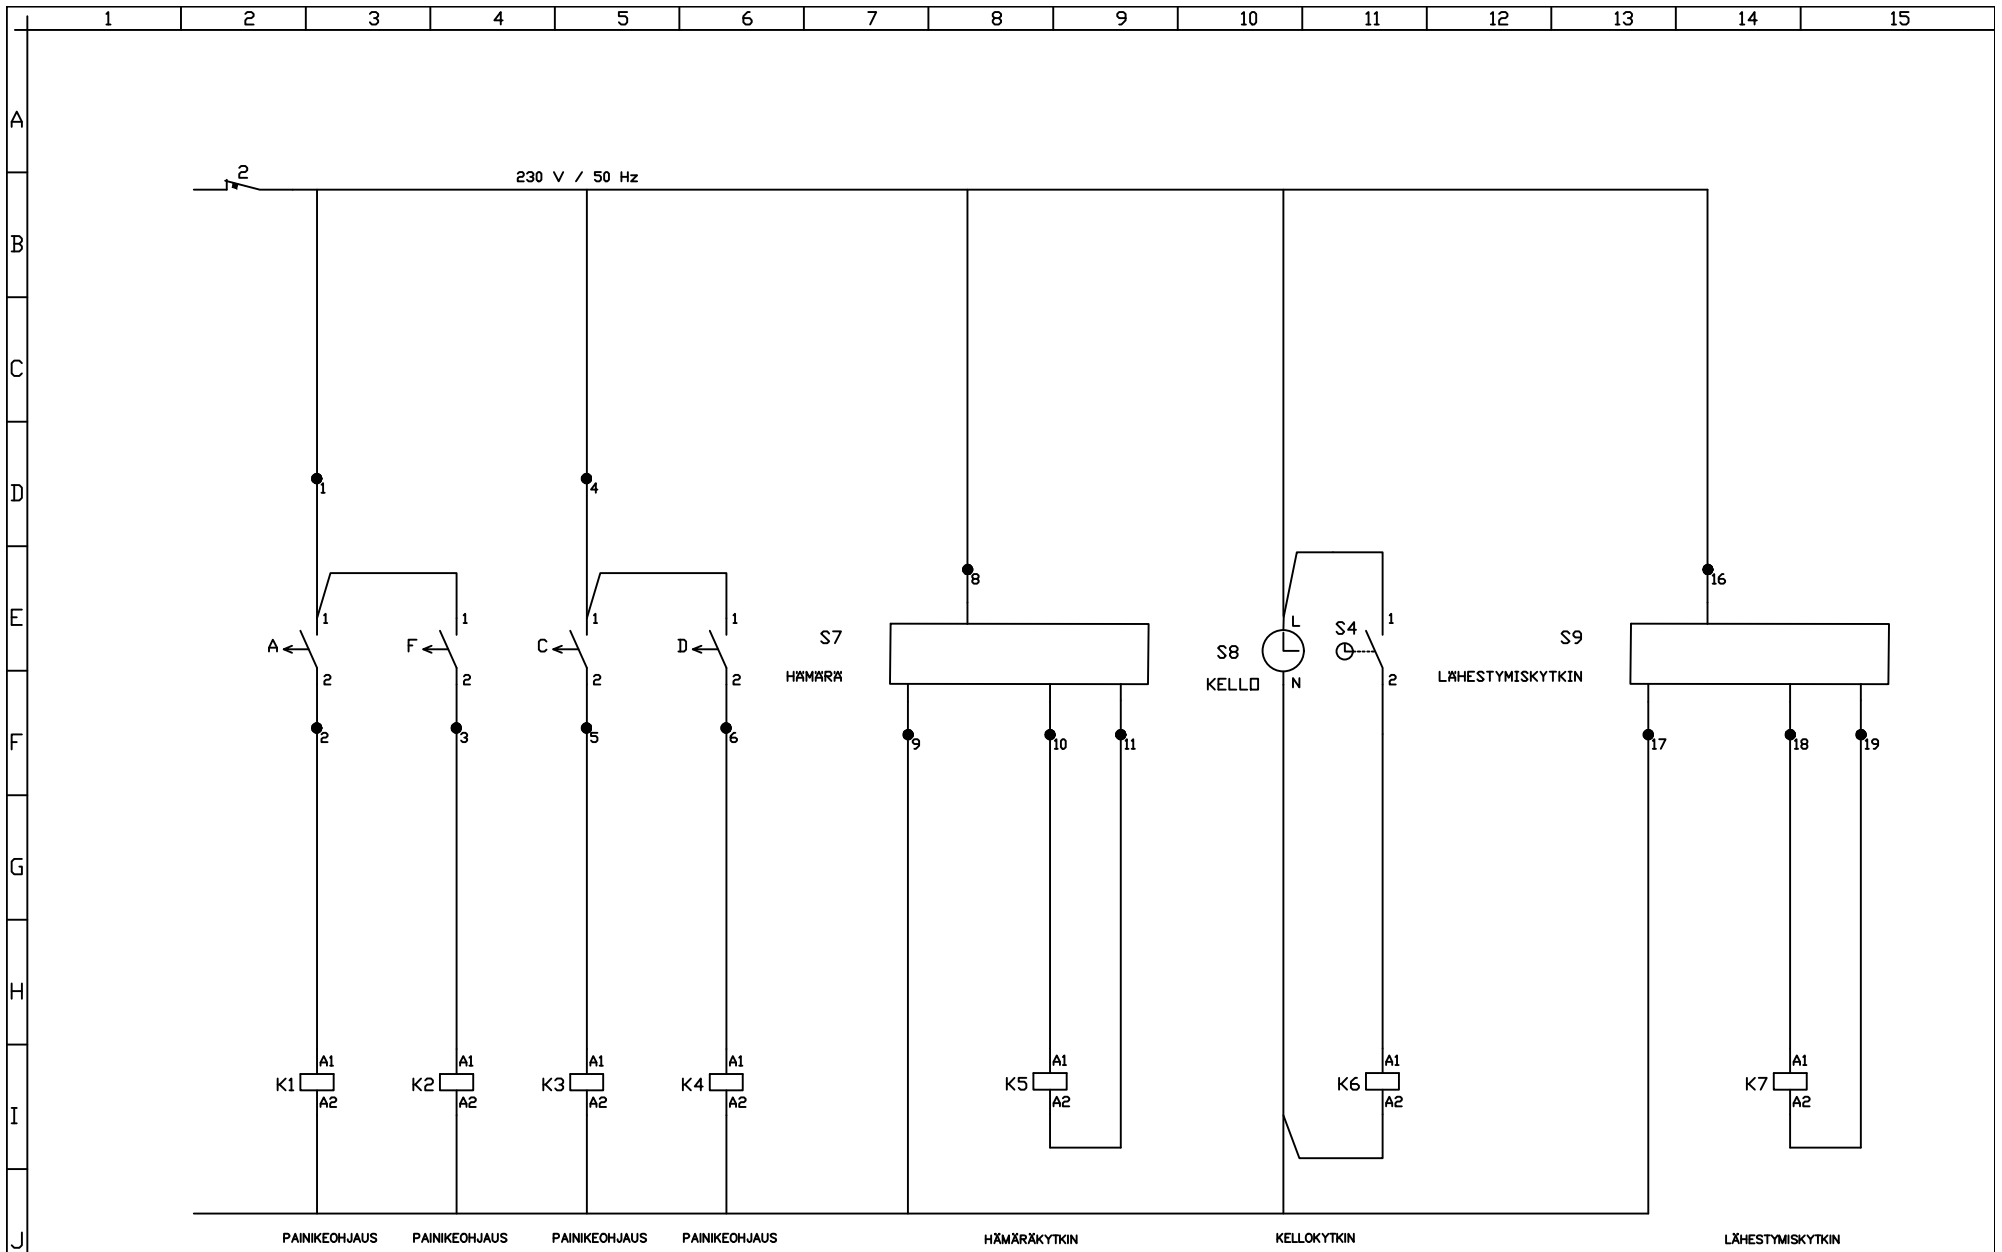 1 2 3 4 5 6 7 8 9 10 11 12 13 14 15
A
2
230 V / 50 Hz
B
C
D
1
4
8
16
E
1 1 1 1 L 1
A F C D
S7
HÄMÄRÄ
S8
KELLO
S4
S9
LÄHESTYMISKYTKIN
2 2 2 2 N 2
F
2 3 5 6 9 10 11 17 18 19
G
H
A1 A1 A1 A1 A1 A1 A1
K1 K2 K3 K4 K5 K6 K7
A2 A2 A2 A2 A2 A2 A2
I
J
PAINIKEOHJAUS PAINIKEOHJAUS PAINIKEOHJAUS PAINIKEOHJAUS HÄMÄRÄKYTKIN KELLOKYTKIN LÄHESTYMISKYTKIN